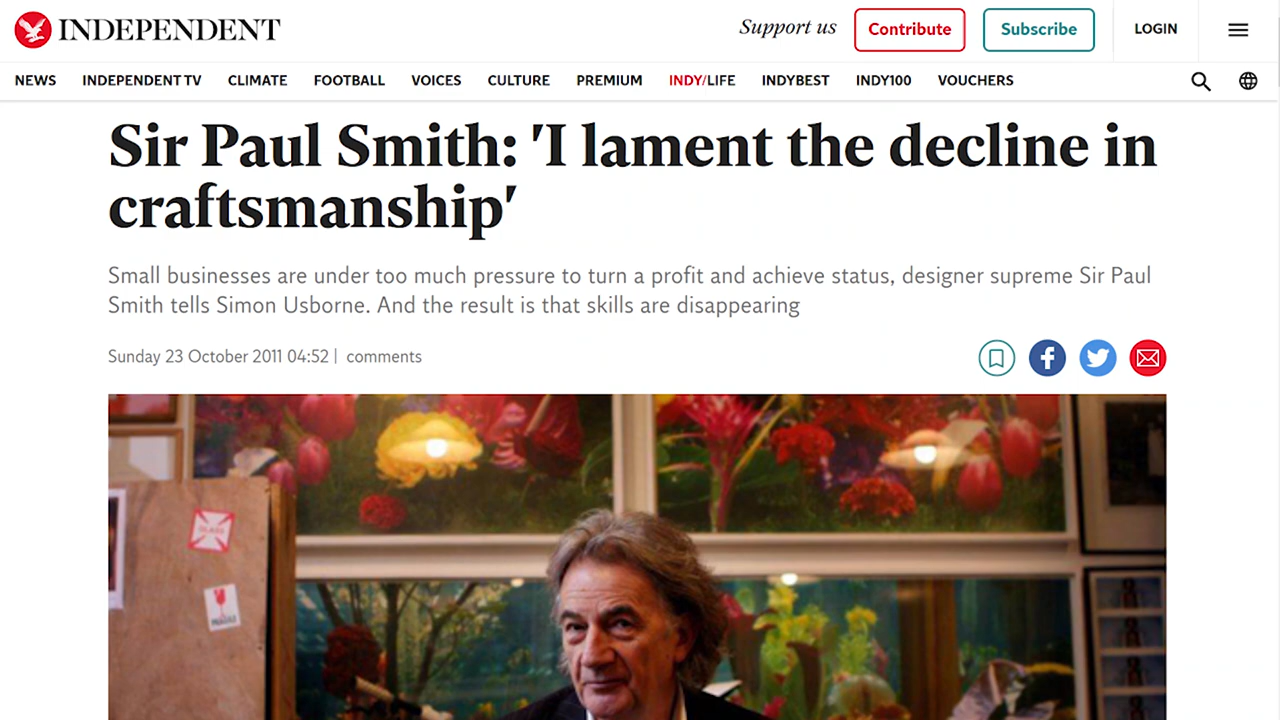 INDEPENDENT
Support us
Contribute
Subscribe
LOGIN
NEWS
INDEPENDENT TV
CLIMATE
FOOTBALL
VOICES
CULTURE
PREMIUM
INDY/LIFE
INDYBEST
INDY100
VOUCHERS
Sir Paul Smith: 'I lament the decline in
craftsmanship'
Small businesses are under too much pressure to turn a profit and achieve status, designer supreme Sir Paul
Smith tells Simon Usborne. And the result is that skills are disappearing
Sunday 23 October 2011 04:52 | comments
GLASS